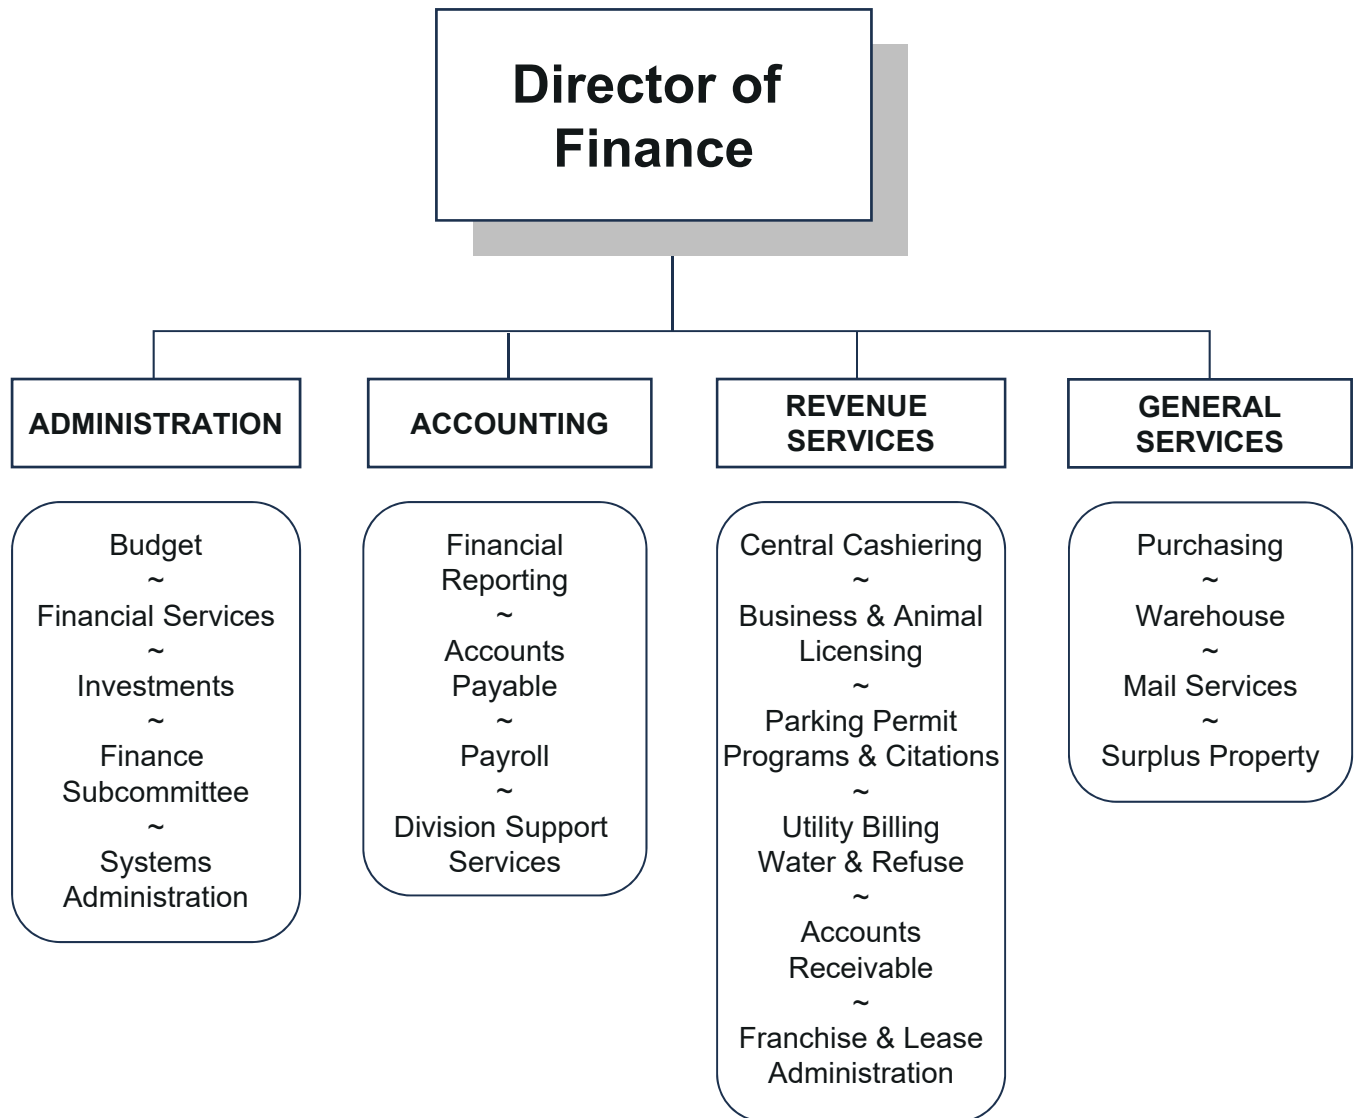 Director of
Finance
ADMINISTRATION
Budget
~
Financial Services
~
Investments
~
Finance
Subcommittee
~
Systems
Administration
ACCOUNTING
Financial
Reporting
~
Accounts
Payable
~
Payroll
~
Division Support
Services
REVENUE
SERVICES
Central Cashiering
~
Business & Animal
Licensing
~
Parking Permit
Programs & Citations
~
Utility Billing
Water & Refuse
~
Accounts
Receivable
~
Franchise & Lease
Administration
GENERAL
SERVICES
Purchasing
~
Warehouse
~
Mail Services
~
Surplus Property